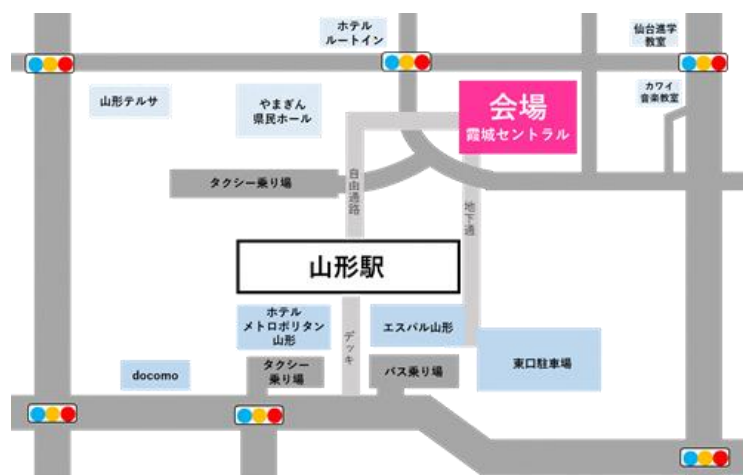 ホテル
ルートイン
仙台進学
教室
山形テルサ
やまぎん
県民ホール
会場
霞城セントラル
カワイ
音楽教室
タクシー乗り場
自由通路
地下通
山形駅
ホテル
メトロポリタン
山形
デッキ
エスパル山形
docomo
タクシー
乗り場
バス乗り場
東口駐車場